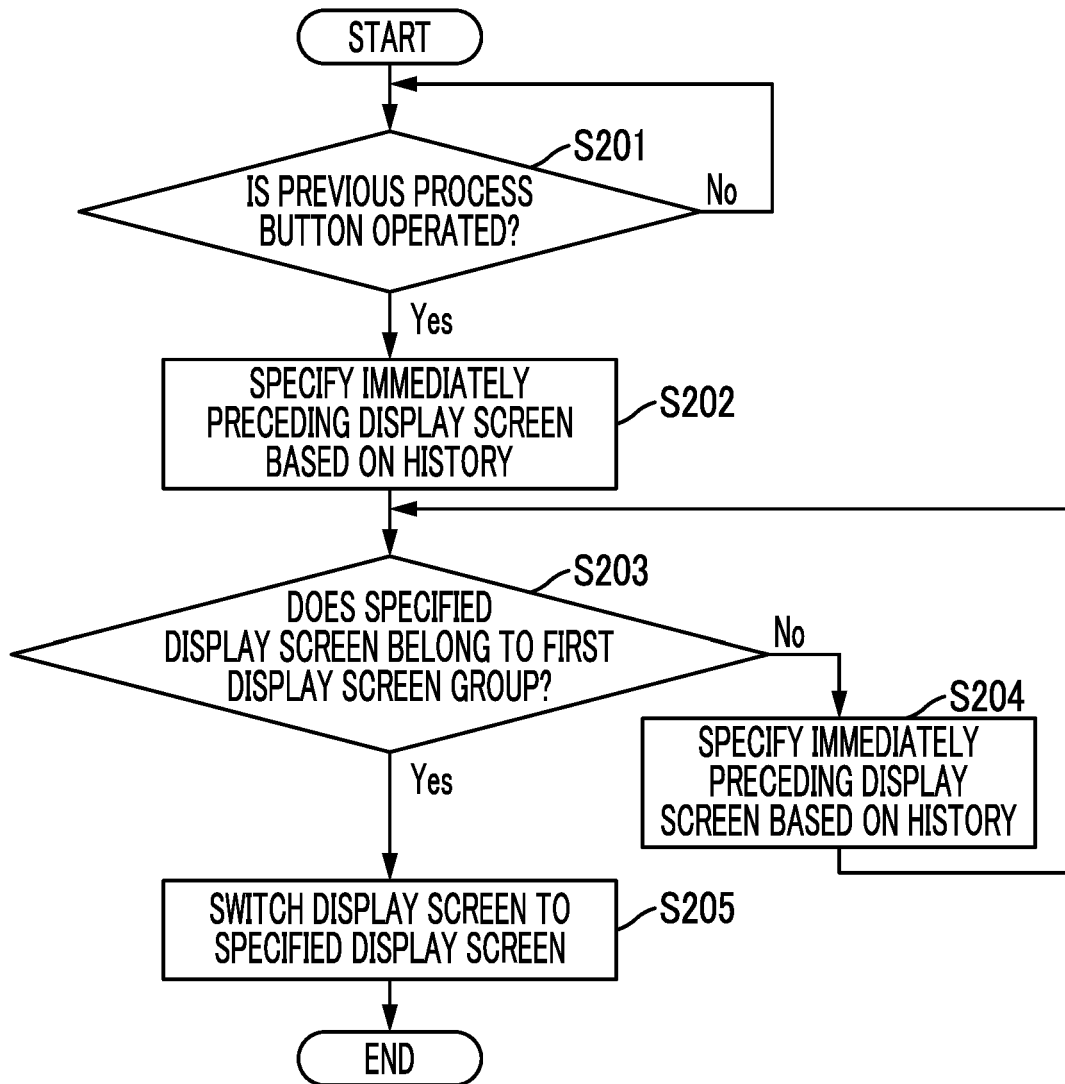 START
S201
IS PREVIOUS PROCESS
BUTTON OPERATED?
No
Yes
SPECIFY IMMEDIATELY
PRECEDING DISPLAY SCREEN
BASED ON HISTORY
S202
S203
DOES SPECIFIED
DISPLAY SCREEN BELONG TO FIRST
DISPLAY SCREEN GROUP?
No
Yes
S204
SPECIFY IMMEDIATELY
PRECEDING DISPLAY
SCREEN BASED ON HISTORY
SWITCH DISPLAY SCREEN TO
SPECIFIED DISPLAY SCREEN
S205
END